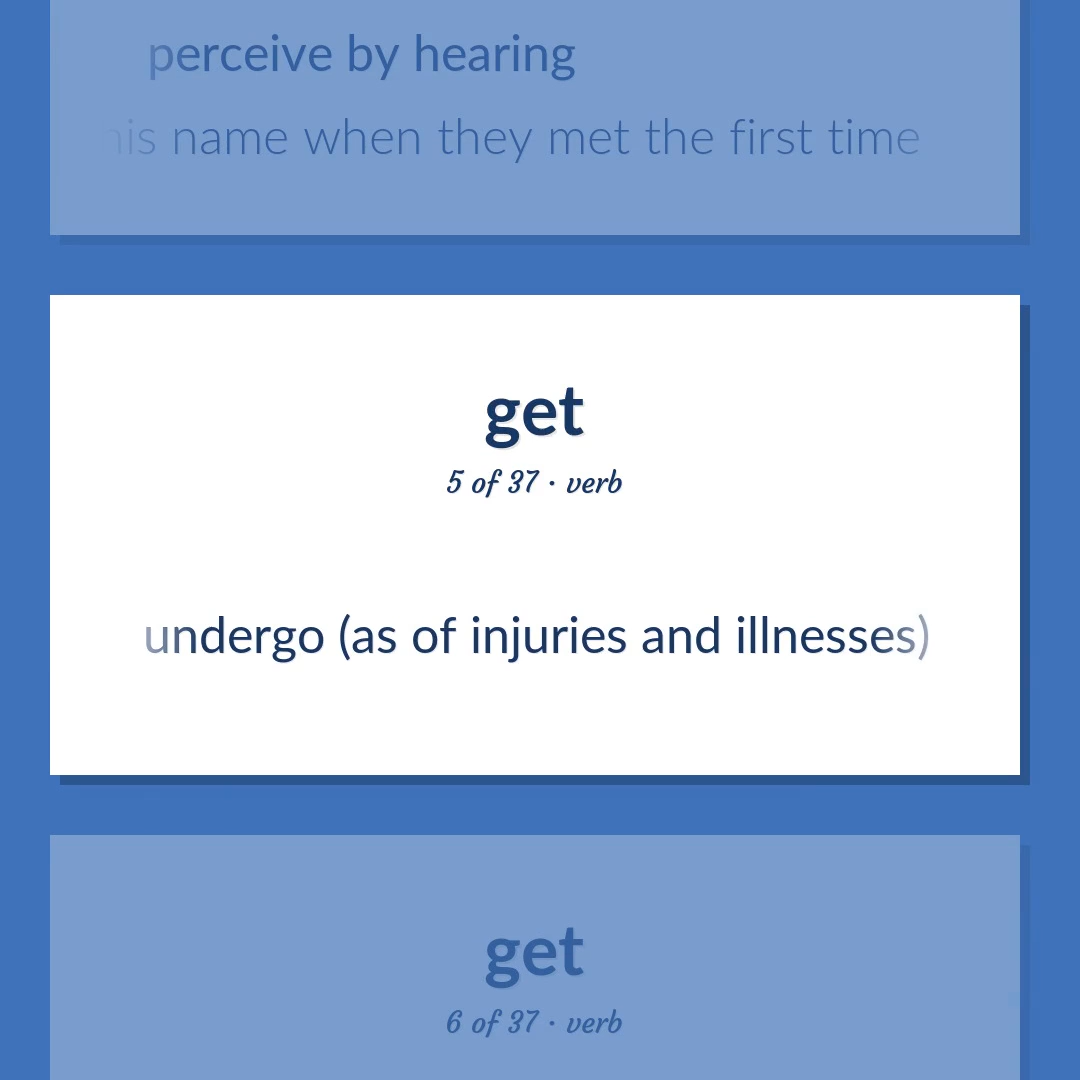 perceive by hearing
name when they met the first time
get
5 of 37 · verb
undergo (as of injuries and illnesses)
get
6 of 37 · verb